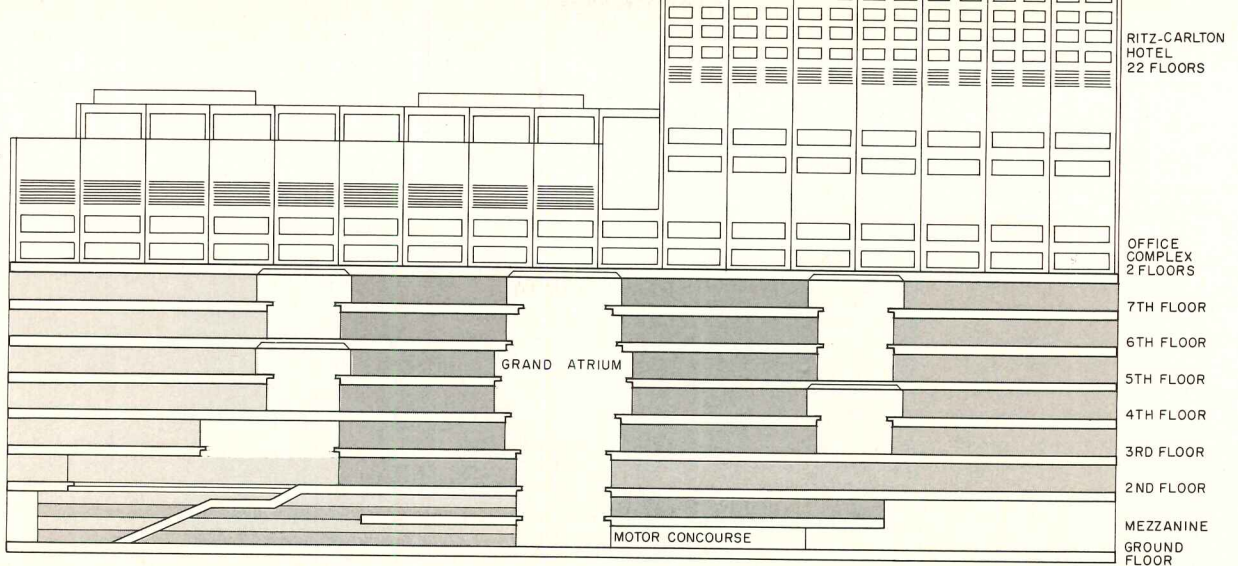 RITZ-CARLTON
HOTEL
22 FLOORS
OFFICE
COMPLEX
2 FLOORS
7TH FLOOR
6TH FLOOR
GRAND ATRIUM
5TH FLOOR
4TH FLOOR
3RD FLOOR
2ND FLOOR
MEZZANINE
MOTOR CONCOURSE
GROUND
FLOOR